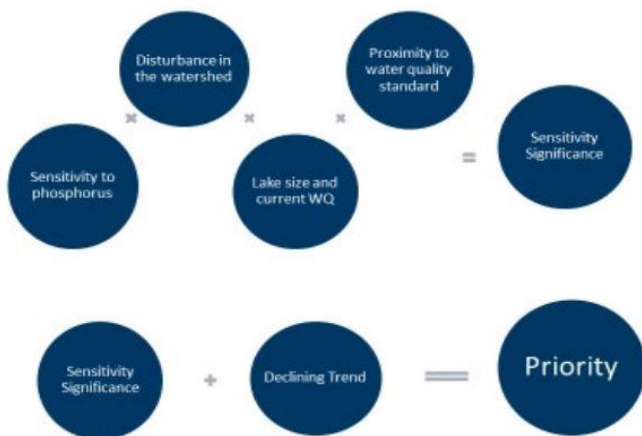 Sensitivity to
phosphorus
×
Disturbance in
the watershed
×
Lake size and
current WQ
×
Proximity to
water quality
standard
=
Sensitivity
Significance
Sensitivity
Significance
+
Declining Trend
=
Priority